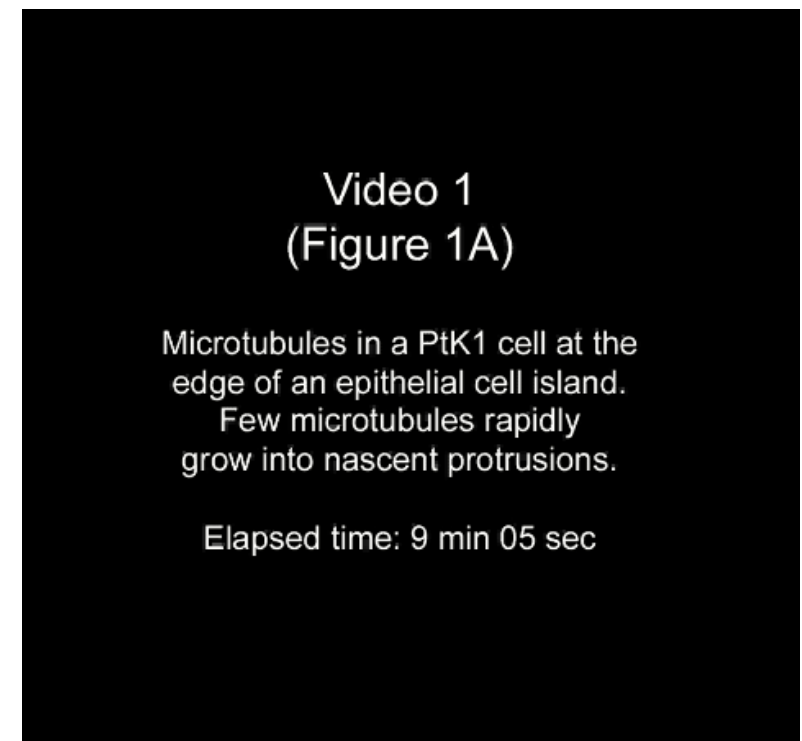 Video 1
(Figure 1A)
Microtubules in a PtK1 cell at the
edge of an epithelial cell island.
Few microtubules rapidly
grow into nascent protrusions.
Elapsed time: 9 min 05 sec